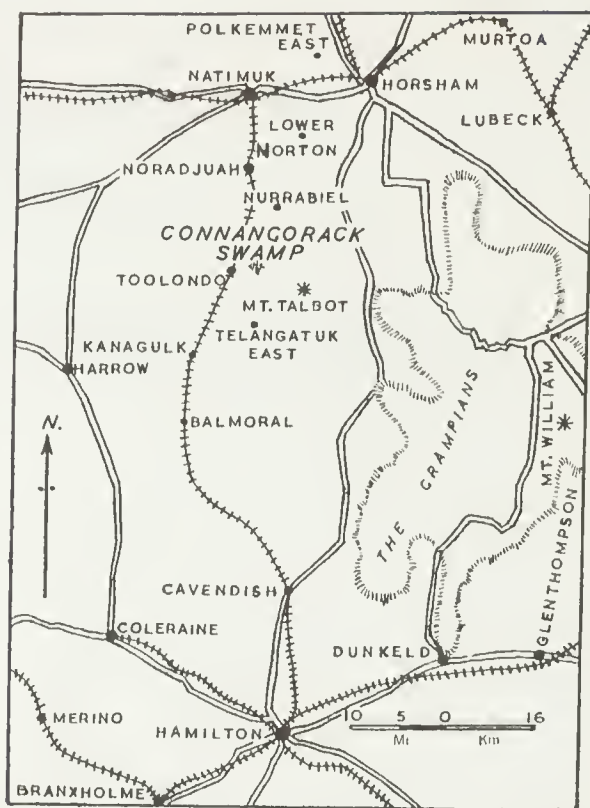 POLKEMMET
EAST
MURTOA
NATIMUK
HORSHAM
LUBECK
LOWER
NORTON
NORADJUAH
NURRABIEL
CONNANGORACK
SWAMP
TOOLONDO
MT. TALBOT
TELANGATUK
EAST
KANAGULK
HARROW
THE GRAMPIANS
MT. WILLIAM
BALMORAL
N.
GLENTHOMPSON
CAVENDISH
COLERAINE
DUNKELD
MERINO
10 5 0 16
HAMILTON
Mi Km
BRANXHOLME